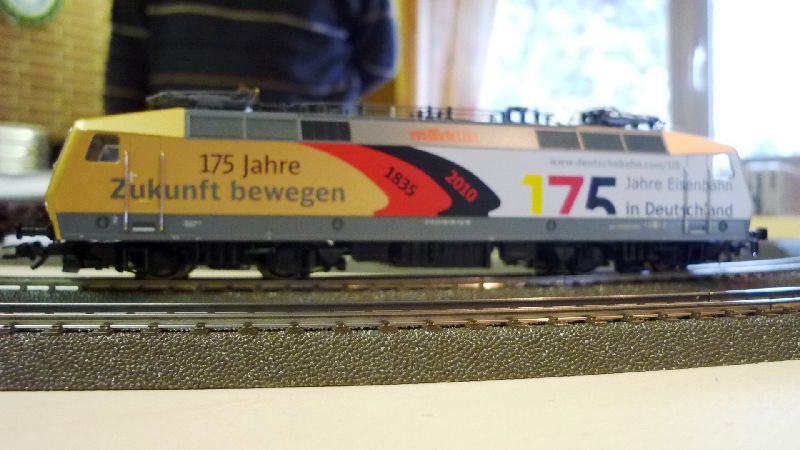 märklin
175 Jahre
Zukunft bewegen
1835
2010
www.deutschebahn.com/175
175
Jahre Eisenbahn
in Deutschland